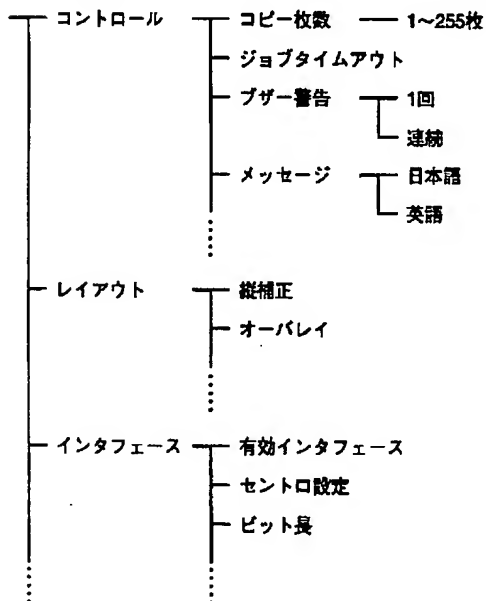 コントロール コピー枚数 1~255枚
ジョブタイムアウト
ブザー警告 1回
連続
メッセージ 日本語
英語
レイアウト 縦補正
オーバレイ
インタフェース 有効インタフェース
セントロ設定
ビット長